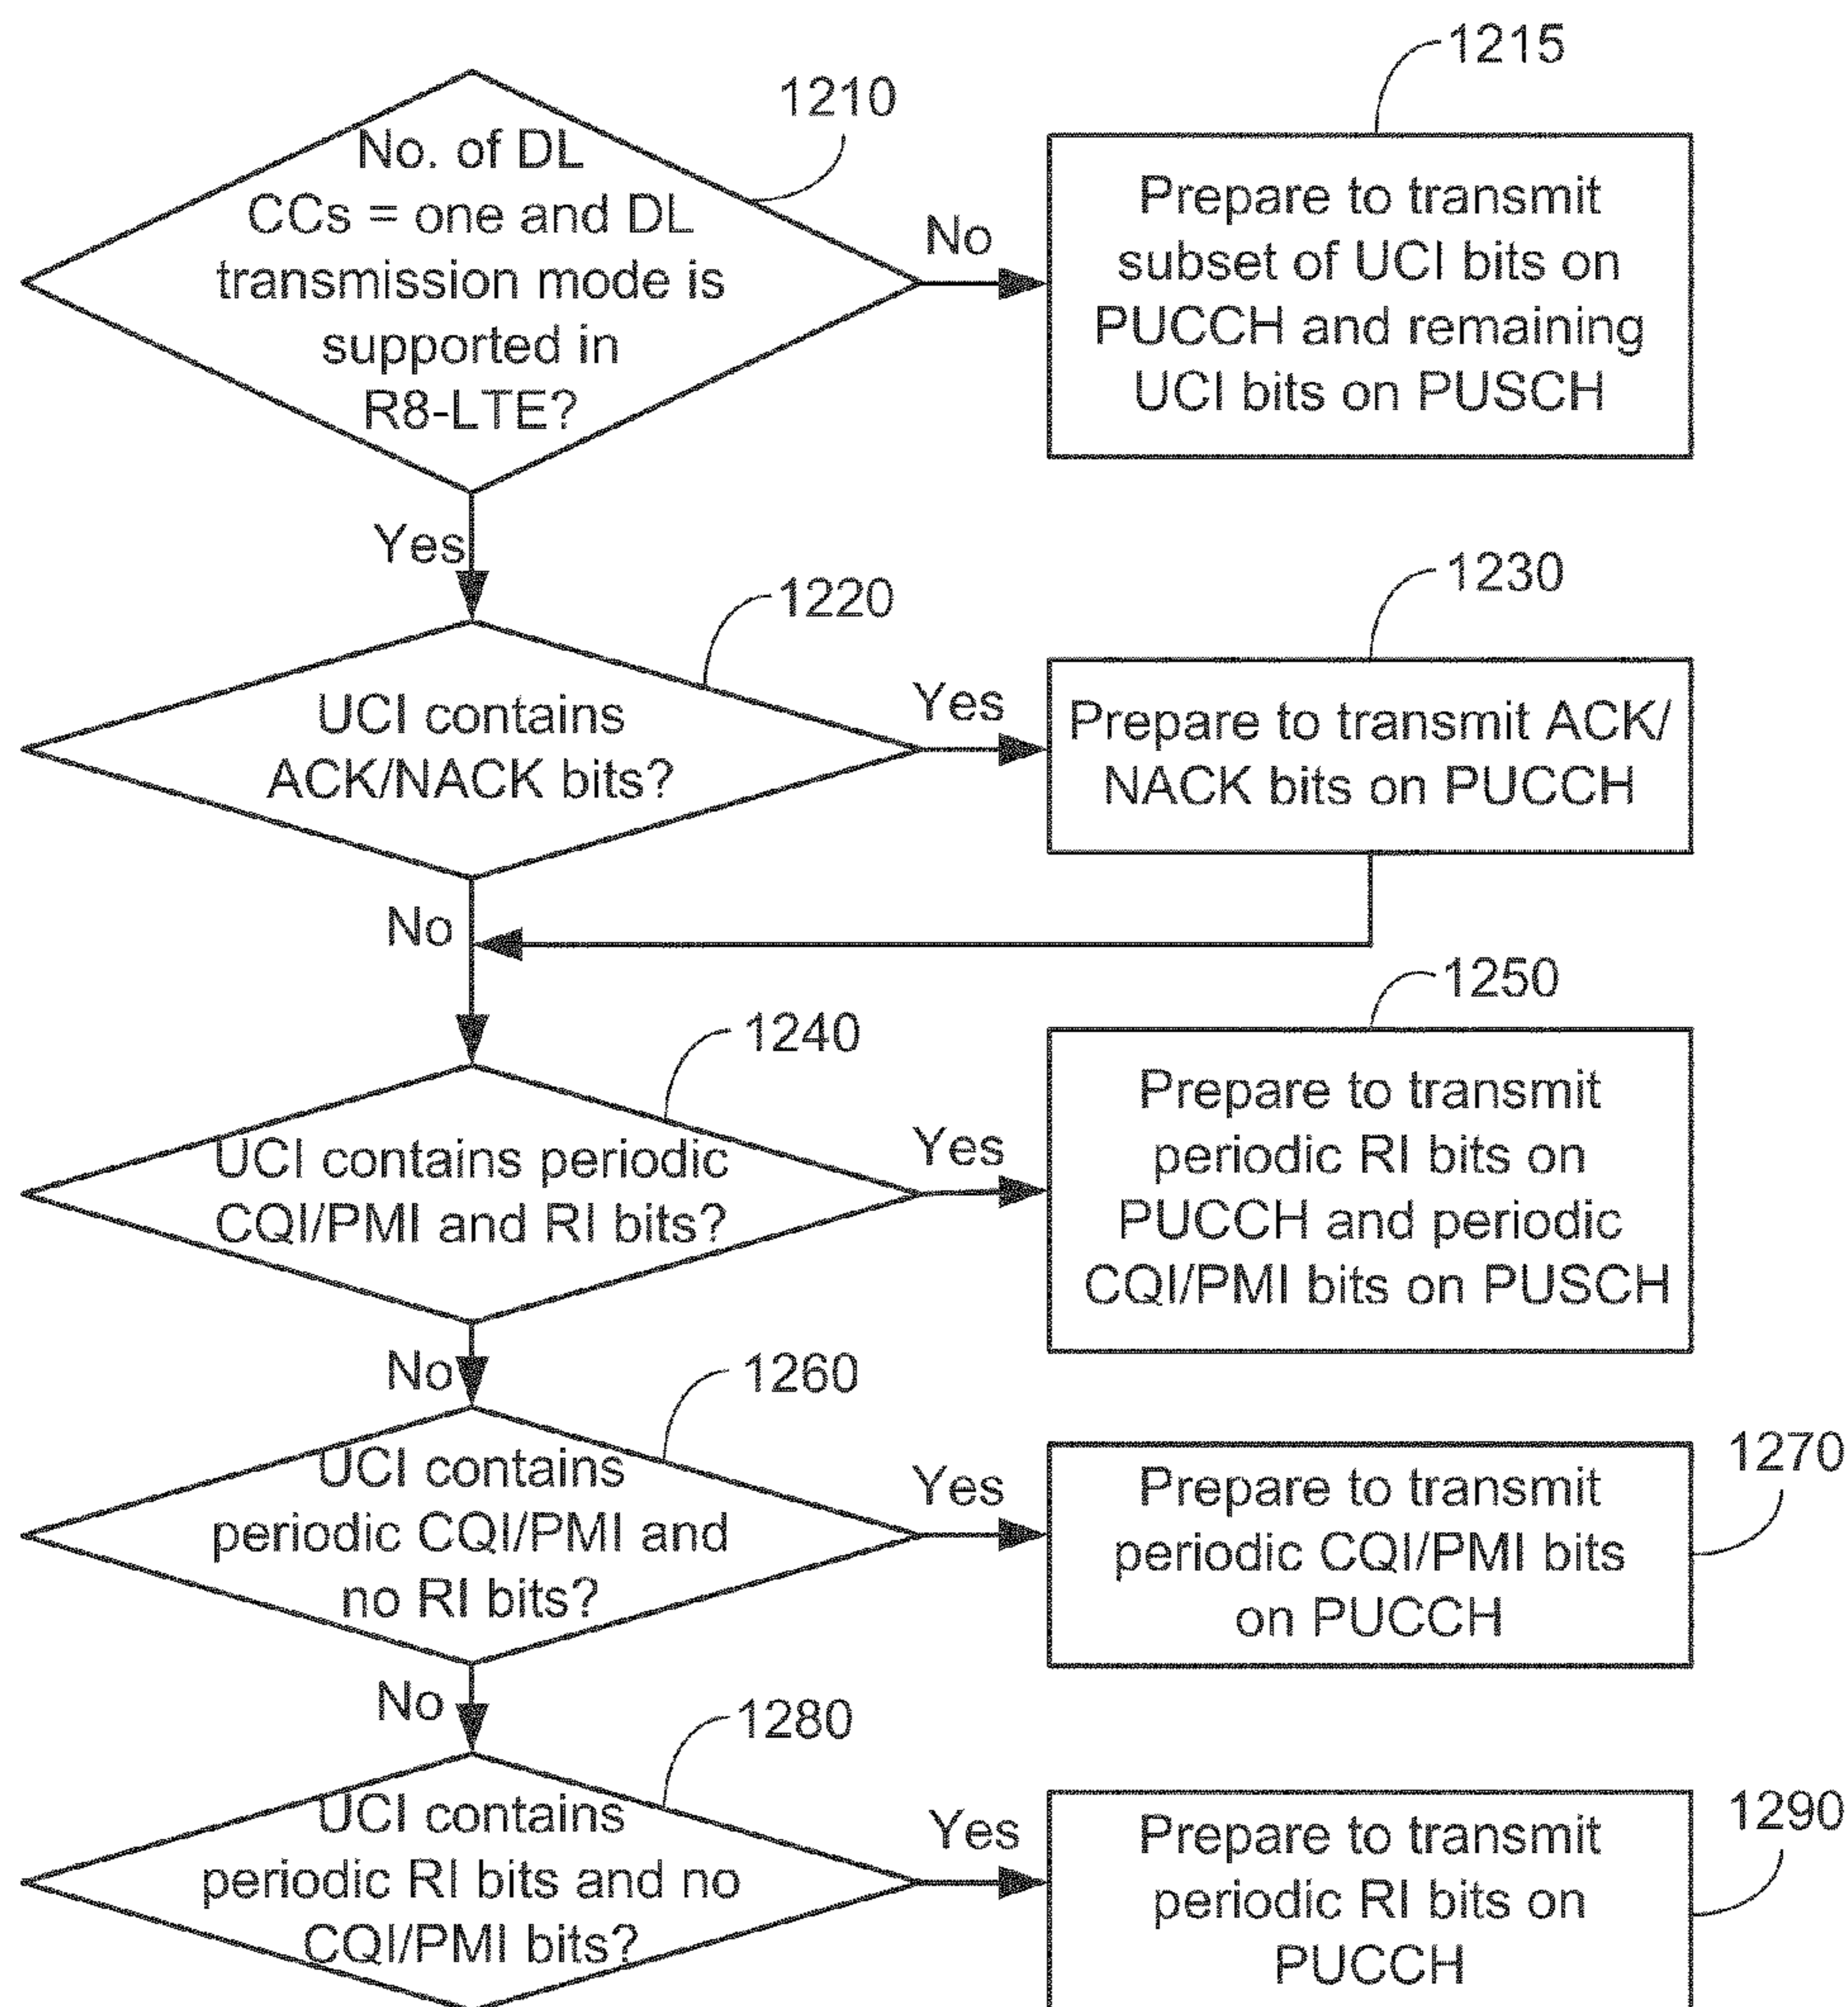 1210
No. of DL
CCs = one and DL
transmission mode is
supported in
R8-LTE?
No
1215
Prepare to transmit
subset of UCI bits on
PUCCH and remaining
UCI bits on PUSCH
Yes
1220
UCI contains
ACK/NACK bits?
Yes
1230
Prepare to transmit ACK/
NACK bits on PUCCH
No
1240
UCI contains periodic
CQI/PMI and RI bits?
Yes
1250
Prepare to transmit
periodic RI bits on
PUCCH and periodic
CQI/PMI bits on PUSCH
No
1260
UCI contains
periodic CQI/PMI and
no RI bits?
Yes
1270
Prepare to transmit
periodic CQI/PMI bits
on PUCCH
No
1280
UCI contains
periodic RI bits and no
CQI/PMI bits?
Yes
1290
Prepare to transmit
periodic RI bits on
PUCCH